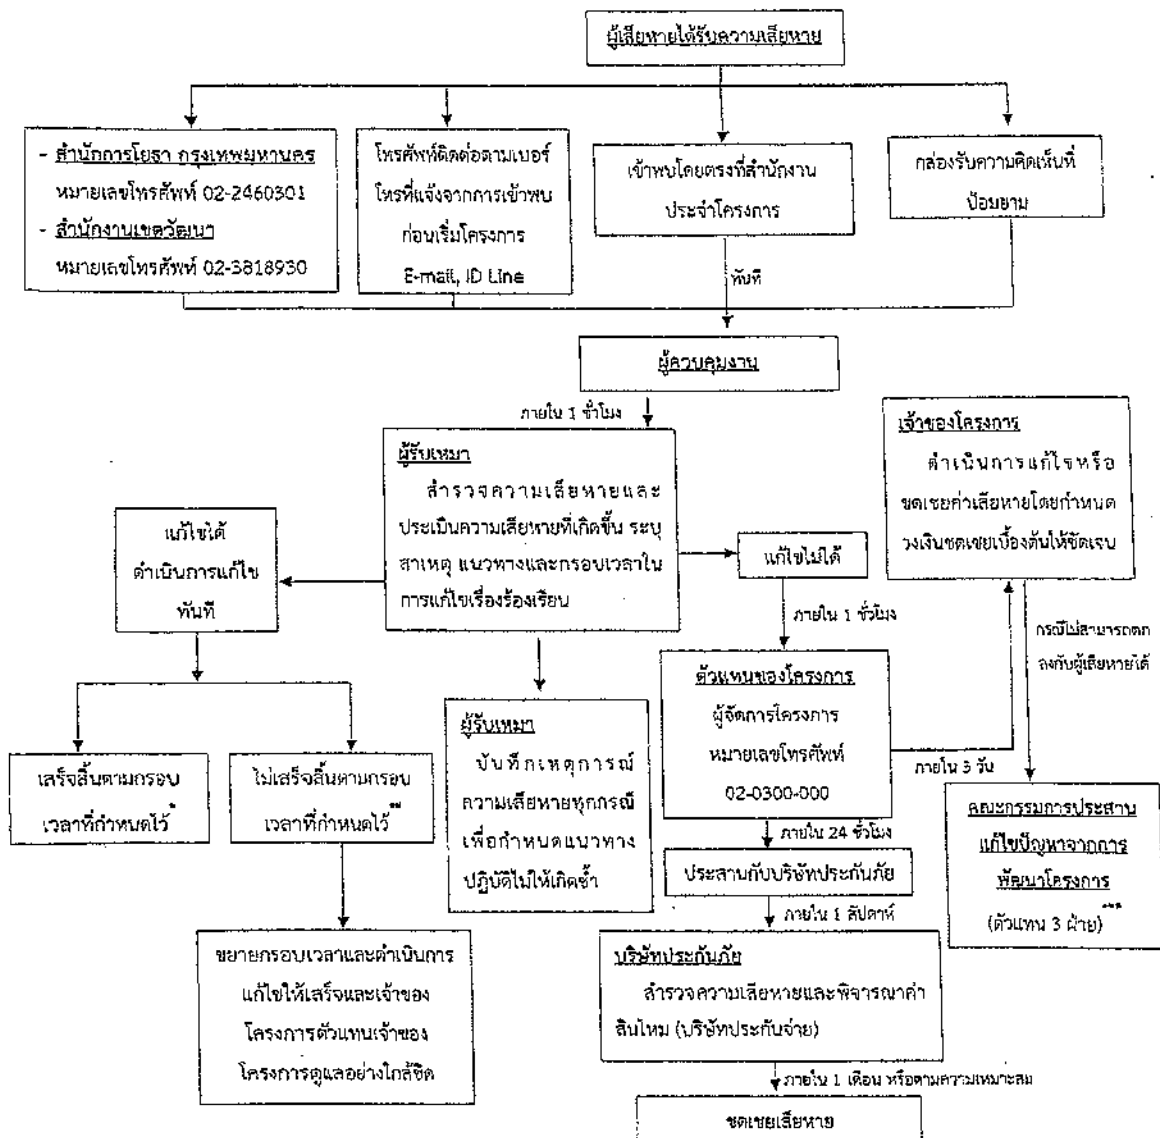 ผู้เสียหายได้รับความเสียหาย
- สำนักการโยธา กรุงเทพมหานคร
หมายเลขโทรศัพท์ 02-2460301
- สำนักงานเขตวัฒนา
หมายเลขโทรศัพท์ 02-3818930
โทรศัพท์ติดต่อตามเบอร์
โทรที่แจ้งจากการเข้าพบ
ก่อนเริ่มโครงการ
E-mail, ID Line
เข้าพบโดยตรงที่สำนักงาน
ประจำโครงการ
กล่องรับความคิดเห็นที่
ป้อมยาม
ทันที
ผู้ควบคุมงาน
ภายใน 1 ชั่วโมง
ผู้รับเหมา
สำรวจความเสียหายและ
ประเมินความเสียหายที่เกิดขึ้น ระบุ
สาเหตุ แนวทางและกรอบเวลาใน
การแก้ไขเรื่องร้องเรียน
แก้ไขได้
ดำเนินการแก้ไข
ทันที
แก้ไขไม่ได้
เจ้าของโครงการ
ดำเนินการแก้ไขหรือ
ชดเชยค่าเสียหายโดยกำหนด
วงเงินชดเชยเบื้องต้นให้ชัดเจน
ภายใน 1 ชั่วโมง
กรณีไม่สามารถตก
ลงกับผู้เสียหายได้
ตัวแทนของโครงการ
ผู้จัดการโครงการ
หมายเลขโทรศัพท์
02-0300-000
ภายใน 3 วัน
เสร็จสิ้นตามกรอบ
เวลาที่กำหนดไว้*
ไม่เสร็จสิ้นตามกรอบ
เวลาที่กำหนดไว้**
ผู้รับเหมา
บันทึกเหตุการณ์
ความเสียหายทุกกรณี
เพื่อกำหนดแนวทาง
ปฏิบัติไม่ให้เกิดซ้ำ
ภายใน 24 ชั่วโมง
ประสานกับบริษัทประกันภัย
ภายใน 1 สัปดาห์
คณะกรรมการประสาน
แก้ไขปัญหาจากการ
พัฒนาโครงการ
(ตัวแทน 3 ฝ่าย)***
ขยายกรอบเวลาและดำเนินการ
แก้ไขให้เสร็จและเจ้าของ
โครงการตัวแทนเจ้าของ
โครงการดูแลอย่างใกล้ชิด
บริษัทประกันภัย
สำรวจความเสียหายและพิจารณาค่า
สินไหม (บริษัทประกันจ่าย)
ภายใน 1 เดือน หรือตามความเหมาะสม
ชดเชยเสียหาย